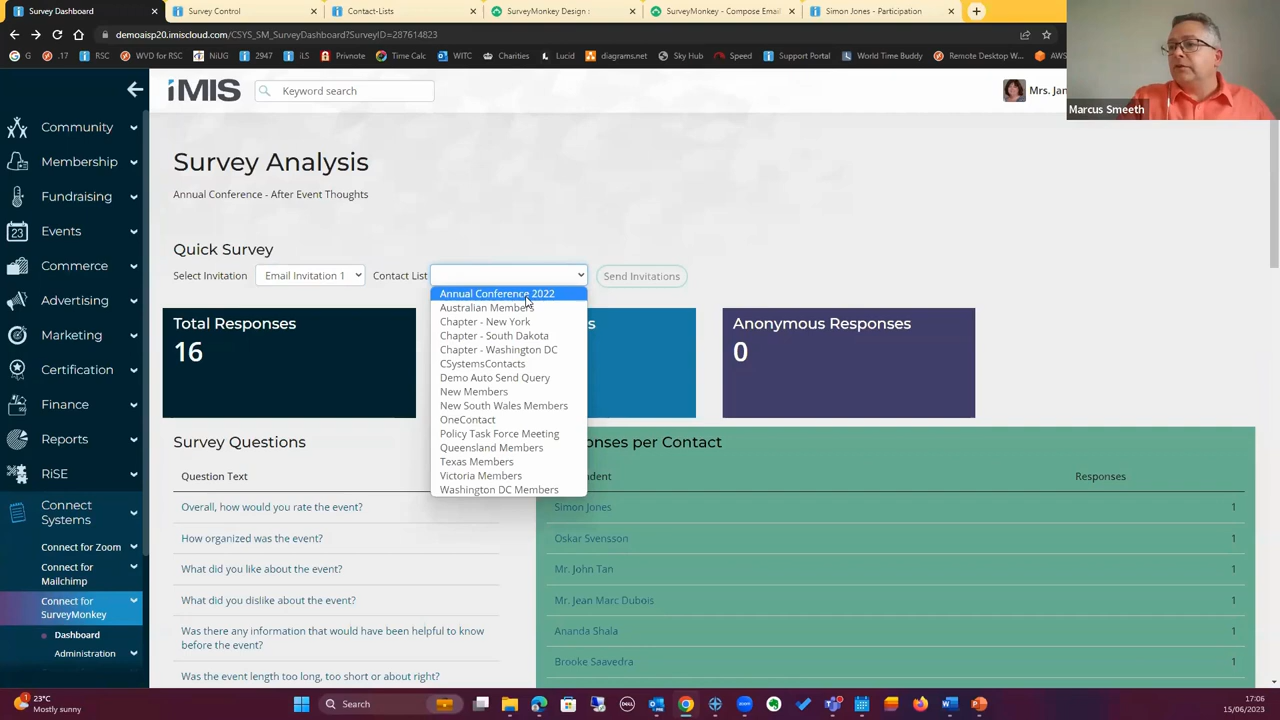 Survey Dashboard
Survey Control
Contact-Lists
SurveyMonkey Design :
SurveyMonkey - Compose Email
Simon Jones - Participation
demoaisp20.imiscloud.com/CSYS_SM_SurveyDashboard?SurveyID=287614823
G
.17
RSC
WVD for RSC
NiUG
2947
iLS
Privnote
Time Calc
WITC
Charities
Lucid
diagrams.net
Sky Hub
Speed
Support Portal
World Time Buddy
Remote Desktop W...
AWS
Marcus Smeeth
iMIS
Keyword search
Mrs. Jan
Community
Membership
Fundraising
23
Events
Commerce
Advertising
Marketing
Certification
Finance
Reports
RiSE
Connect
Systems
Connect for Zoom
Connect for
Mailchimp
Connect for
SurveyMonkey
Dashboard
Administration
Survey Analysis
Annual Conference - After Event Thoughts
Quick Survey
Select Invitation
Email Invitation 1
Contact List
Send Invitations
Annual Conference 2022
Australian Members
Chapter - New York
Chapter - South Dakota
Chapter - Washington DC
CSystemsContacts
Demo Auto Send Query
New Members
New South Wales Members
OneContact
Policy Task Force Meeting
Queensland Members
Texas Members
Victoria Members
Washington DC Members
Total Responses
16
Anonymous Responses
0
Survey Questions
Question Text
Overall, how would you rate the event?
How organized was the event?
What did you like about the event?
What did you dislike about the event?
Was there any information that would have been helpful to know
before the event?
Was the event length too long, too short or about right?
per Contact
Responses
Simon Jones
1
Oskar Svensson
1
Mr. John Tan
1
Mr. Jean Marc Dubois
1
Ananda Shala
1
Brooke Saavedra
1
23°C
Mostly sunny
Search
17:06
15/06/2023